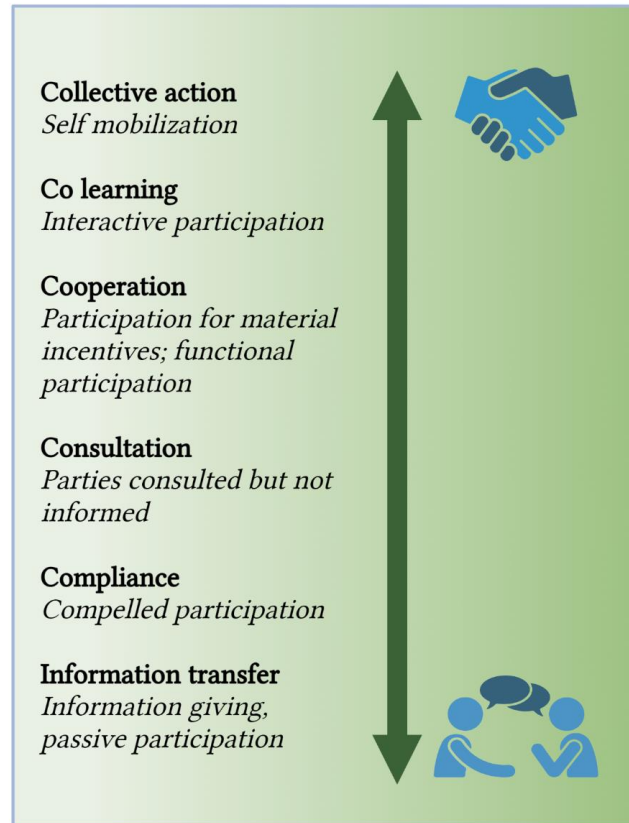 Collective action
Self mobilization
Co learning
Interactive participation
Cooperation
Participation for material
incentives; functional
participation
Consultation
Parties consulted but not
informed
Compliance
Compelled participation
Information transfer
Information giving,
passive participation